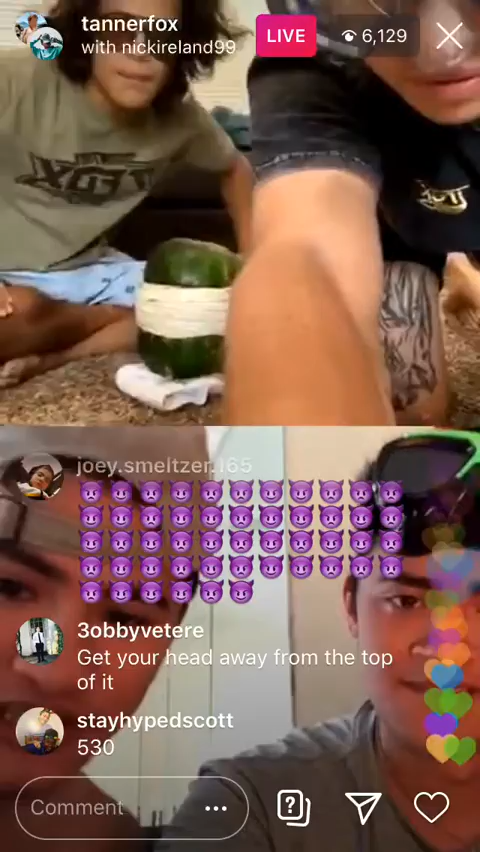 tannerfox
with nickireland99
LIVE
6,129
joey.smeltzer.165
3obbyvetere
Get your head away from the top
of it
stayhypedscott
530
Comment